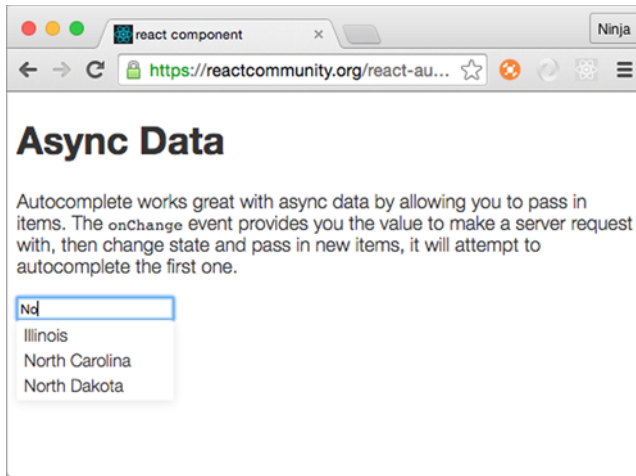 react component
Ninja
https://reactcommunity.org/react-au...
Async Data
Autocomplete works great with async data by allowing you to pass in
items. The onChange event provides you the value to make a server request
with, then change state and pass in new items, it will attempt to
autocomplete the first one.
No
Illinois
North Carolina
North Dakota